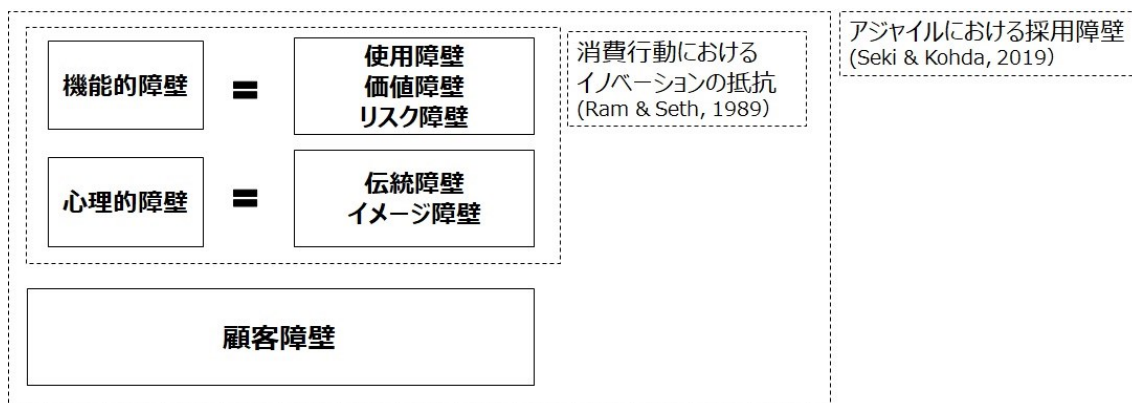 機能的障壁
=
使用障壁
価値障壁
リスク障壁
消費行動における
イノベーションの抵抗
(Ram & Seth, 1989)
アジャイルにおける採用障壁
(Seki & Kohda, 2019)
心理的障壁
=
伝統障壁
イメージ障壁
顧客障壁